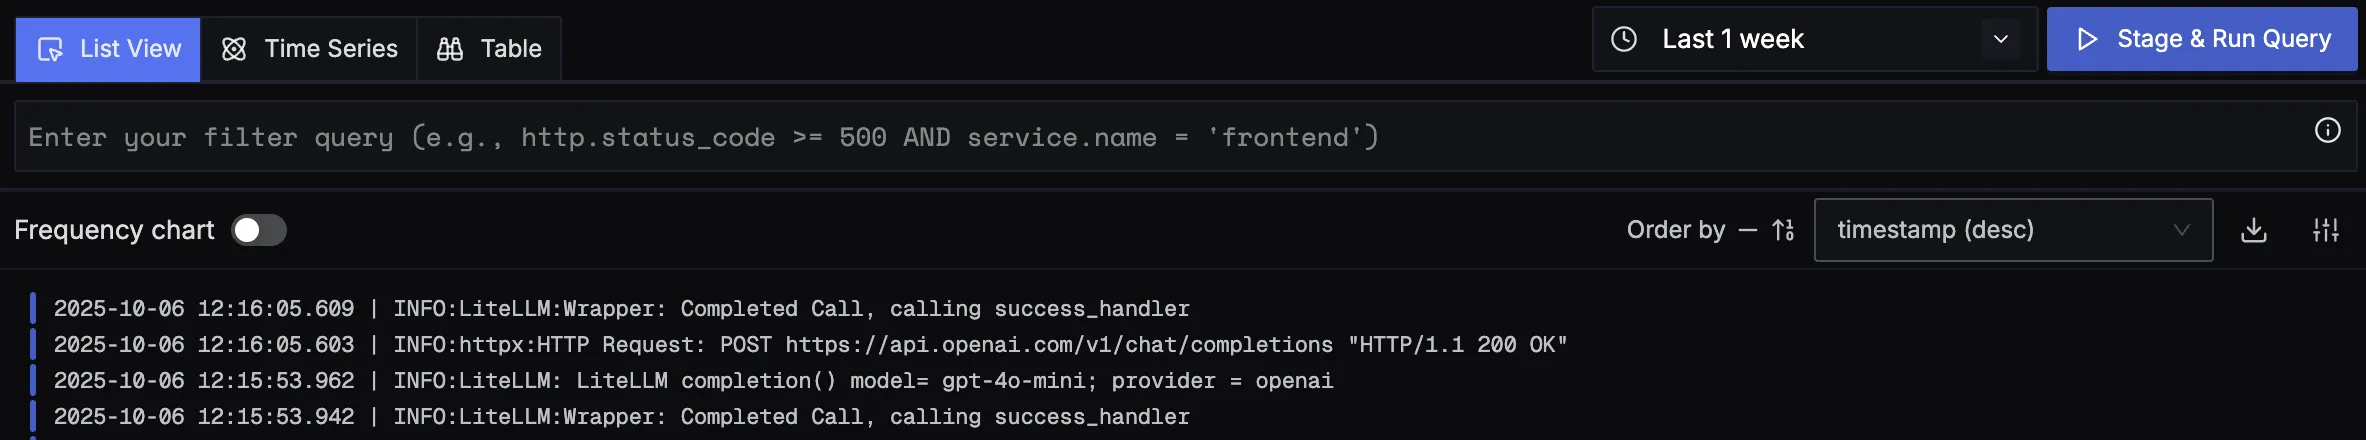 List View Time Series Table Last 1 week Stage & Run Query
Enter your filter query (e.g., http.status_code >= 500 AND service.name = 'frontend')
Frequency chart Order by timestamp (desc)
2025-10-06 12:16:05.609 | INFO:LiteLLM:Wrapper: Completed Call, calling success_handler
2025-10-06 12:16:05.603 | INFO:httpx:HTTP Request: POST https://api.openai.com/v1/chat/completions "HTTP/1.1 200 OK"
2025-10-06 12:15:53.962 | INFO:LiteLLM: LiteLLM completion() model= gpt-4o-mini; provider = openai
2025-10-06 12:15:53.942 | INFO:LiteLLM:Wrapper: Completed Call, calling success_handler